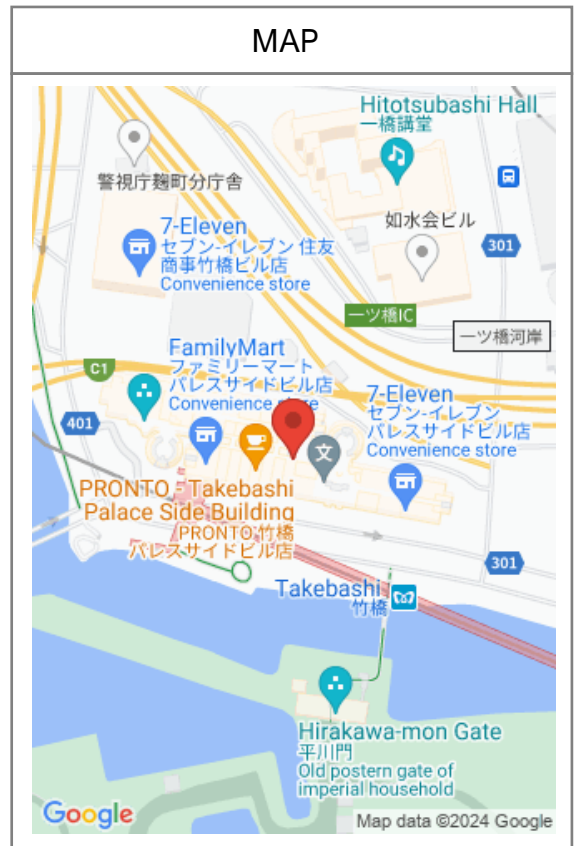 MAP
Hitotsubashi Hall
一橋講堂
警視庁麹町分庁舎
7-Eleven
セブン-イレブン 住友
商事竹橋ビル店
Convenience store
如水会ビル
301
一ツ橋IC
一ツ橋河岸
C1
FamilyMart
ファミリーマート
パレスサイドビル店
Convenience store
7-Eleven
セブン-イレブン
パレスサイドビル店
Convenience store
401
文
PRONTO - Takebashi
Palace Side Building
PRONTO 竹橋
パレスサイドビル店
301
Takebashi
竹橋
Hirakawa-mon Gate
平川門
Old postern gate of
imperial household
Google
Map data ©2024 Google